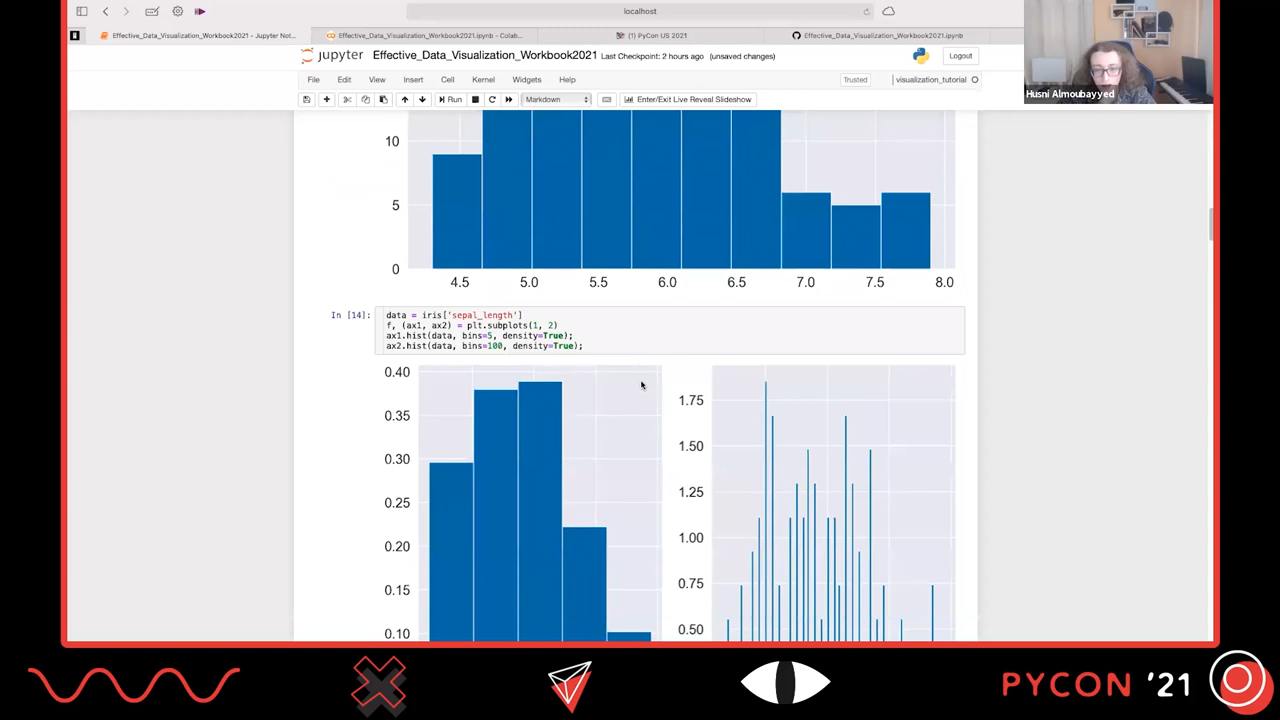 localhost
Effective_Data_Visualization_Workbook2021 - Jupyter Not...
Effective_Data_Visualization_Workbook2021.ipynb - Colab...
(1) PyCon US 2021
Effective_Data_Visualization_Workbook2021.ipynb
jupyter Effective_Data_Visualization_Workbook2021 Last Checkpoint: 2 hours ago (unsaved changes)
Logout
File Edit View Insert Cell Kernel Widgets Help
Trusted
visualization_tutorial
Run
Markdown
Enter/Exit Live Reveal Slideshow
Husni Almoubayyed
10
5
0
4.5 5.0 5.5 6.0 6.5 7.0 7.5 8.0
In [14]:
data = iris['sepal_length']
f, (ax1, ax2) = plt.subplots(1, 2)
ax1.hist(data, bins=5, density=True);
ax2.hist(data, bins=100, density=True);
0.40
0.35
0.30
0.25
0.20
0.15
0.10
1.75
1.50
1.25
1.00
0.75
0.50
PYCON '21